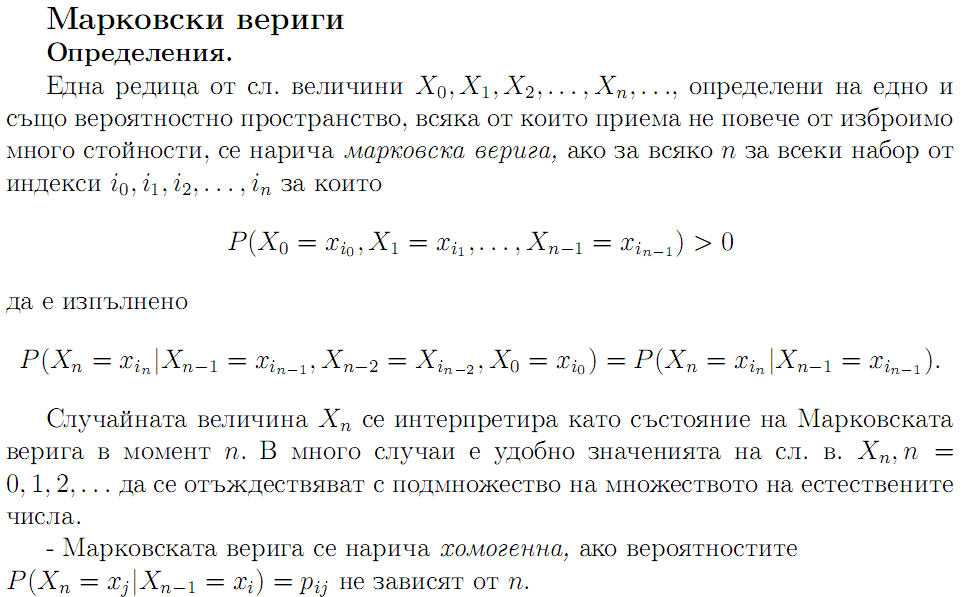 Марковски вериги
Определения.
Една редица от сл. величини $X_0, X_1, X_2, \ldots, X_n, \ldots$, определени на едно и
също вероятностно пространство, всяка от които приема не повече от изброимо
много стойности, се нарича марковска верига, ако за всяко $n$ за всеки набор от
индекси $i_0, i_1, i_2, \ldots, i_n$ за които
$P(X_0 = x_{i_0}, X_1 = x_{i_1}, \ldots, X_{n-1} = x_{i_{n-1}}) > 0$
да е изпълнено
$P(X_n = x_{i_n} | X_{n-1} = x_{i_{n-1}}, X_{n-2} = X_{i_{n-2}}, X_0 = x_{i_0}) = P(X_n = x_{i_n} | X_{n-1} = x_{i_{n-1}}).$
Случайната величина $X_n$ се интерпретира като състояние на Марковската
верига в момент $n$. В много случаи е удобно значенията на сл. в. $X_n, n =$
$0, 1, 2, \ldots$ да се отъждествяват с подмножество на множеството на естествените
числа.
- Марковската верига се нарича хомогенна, ако вероятностите
$P(X_n = x_j | X_{n-1} = x_i) = p_{ij}$ не зависят от $n$.